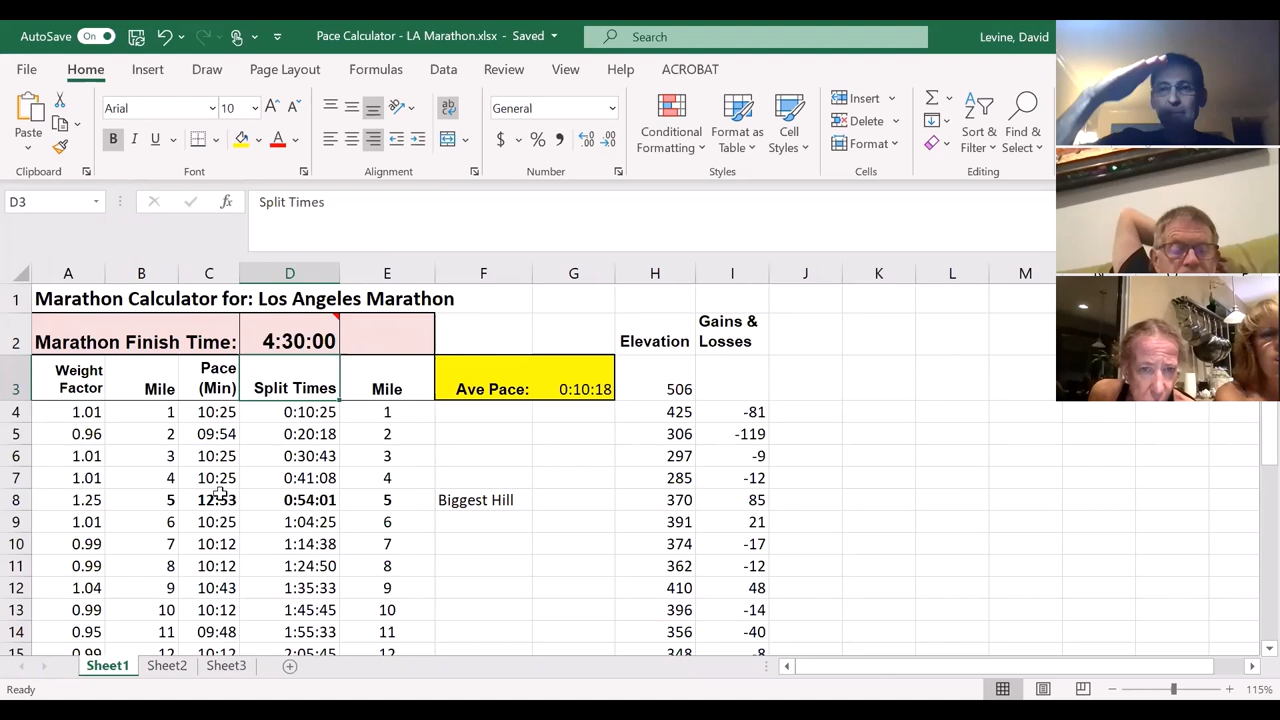 AutoSave On Pace Calculator - LA Marathon.xlsx - Saved Search Levine, David
File Home Insert Draw Page Layout Formulas Data Review View Help ACROBAT
Arial 10 General
Paste B I U $ % Conditional Formatting Format as Table Cell Styles Insert Delete Format Sort & Filter Find & Select
Clipboard Font Alignment Number Styles Cells Editing
D3 fx Split Times
A B C D E F G H I J K L M
1 Marathon Calculator for: Los Angeles Marathon
2 Marathon Finish Time: 4:30:00 Elevation Gains & Losses
3 Weight Factor Mile Pace (Min) Split Times Mile Ave Pace: 0:10:18 506
4 1.01 1 10:25 0:10:25 1 425 -81
5 0.96 2 09:54 0:20:18 2 306 -119
6 1.01 3 10:25 0:30:43 3 297 -9
7 1.01 4 10:25 0:41:08 4 285 -12
8 1.25 5 12:53 0:54:01 5 Biggest Hill 370 85
9 1.01 6 10:25 1:04:25 6 391 21
10 0.99 7 10:12 1:14:38 7 374 -17
11 0.99 8 10:12 1:24:50 8 362 -12
12 1.04 9 10:43 1:35:33 9 410 48
13 0.99 10 10:12 1:45:45 10 396 -14
14 0.95 11 09:48 1:55:33 11 356 -40
15 0.99 12 10:12 2:05:45 12 348 -8
Sheet1 Sheet2 Sheet3
Ready 115%